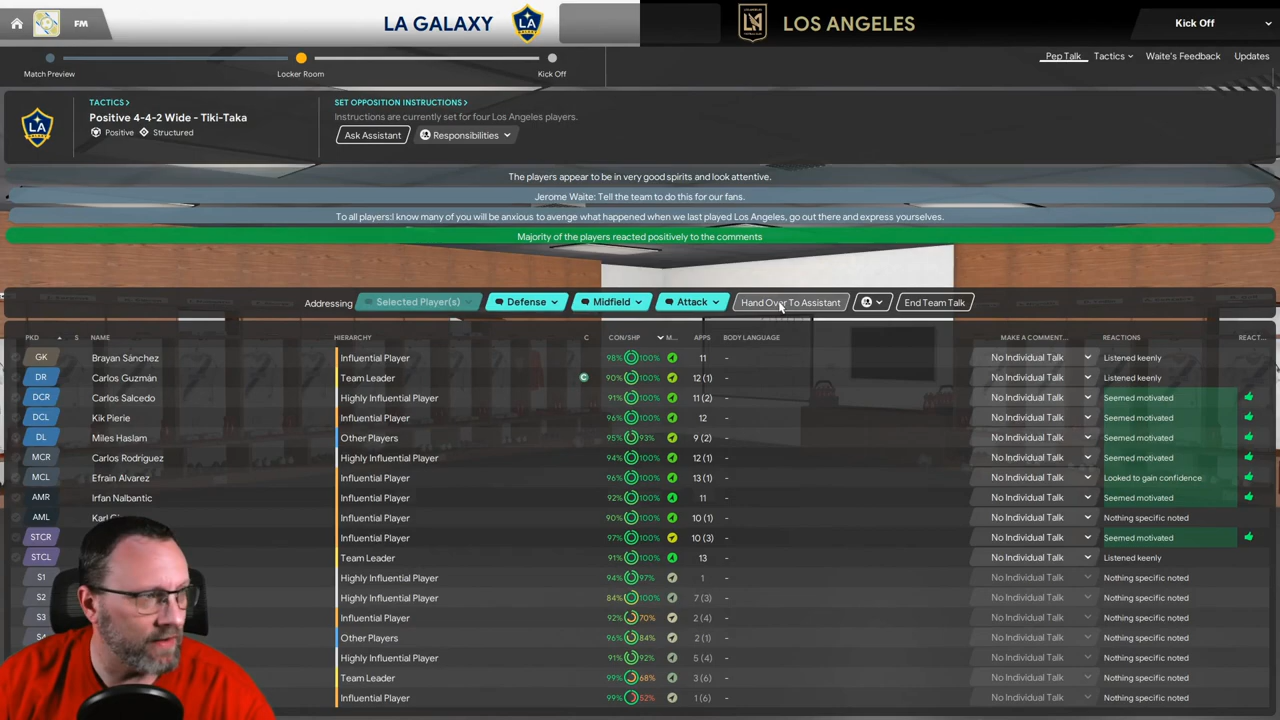 FM
LA GALAXY
LA
LOS ANGELES
Kick Off
Match Preview
Locker Room
Kick Off
Pep Talk
Tactics
Waite's Feedback
Updates
LA
TACTICS
Positive 4-4-2 Wide - Tiki-Taka
Positive Structured
SET OPPOSITION INSTRUCTIONS
Instructions are currently set for four Los Angeles players.
Ask Assistant Responsibilities
The players appear to be in very good spirits and look attentive.
Jerome Waite: Tell the team to do this for our fans.
To all players:I know many of you will be anxious to avenge what happened when we last played Los Angeles, go out there and express yourselves.
Majority of the players reacted positively to the comments
Addressing Selected Player(s) Defense Midfield Attack Hand Over To Assistant End Team Talk
PKD S NAME HIERARCHY C CON/SHP M... APPS BODY LANGUAGE MAKE A COMMENT... REACTIONS REACT...
GK Brayan Sánchez Influential Player 98% 100% 11 - No Individual Talk Listened keenly
DR Carlos Guzmán Team Leader C 90% 100% 12 (1) - No Individual Talk Listened keenly
DCR Carlos Salcedo Highly Influential Player 91% 100% 11 (2) - No Individual Talk Seemed motivated
DCL Kik Pierie Influential Player 96% 100% 12 - No Individual Talk Seemed motivated
DL Miles Haslam Other Players 95% 93% 9 (2) - No Individual Talk Seemed motivated
MCR Carlos Rodríguez Highly Influential Player 94% 100% 12 (1) - No Individual Talk Seemed motivated
MCL Efrain Alvarez Influential Player 96% 100% 13 (1) - No Individual Talk Looked to gain confidence
AMR Irfan Nalbantic Influential Player 92% 100% 11 - No Individual Talk Seemed motivated
AML Karl Influential Player 90% 100% 10 (1) - No Individual Talk Nothing specific noted
STCR Influential Player 97% 100% 10 (3) - No Individual Talk Seemed motivated
STCL Team Leader 91% 100% 13 - No Individual Talk Listened keenly
S1 Highly Influential Player 94% 97% 1 - No Individual Talk Nothing specific noted
S2 Highly Influential Player 84% 100% 7 (3) - No Individual Talk Nothing specific noted
S3 Influential Player 92% 70% 2 (4) - No Individual Talk Nothing specific noted
S4 Other Players 96% 84% 2 (1) - No Individual Talk Nothing specific noted
Highly Influential Player 91% 92% 5 (4) - No Individual Talk Nothing specific noted
Team Leader 99% 68% 3 (6) - No Individual Talk Nothing specific noted
Influential Player 99% 52% 1 (6) - No Individual Talk Nothing specific noted